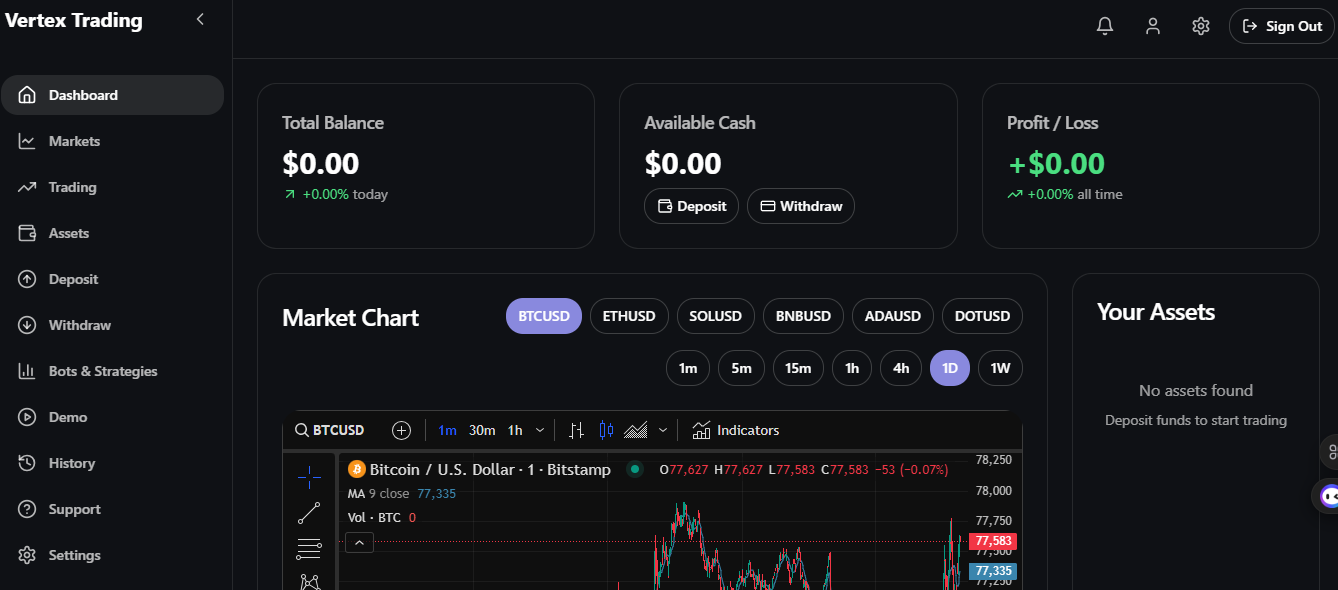 Vertex Trading
Sign Out
Dashboard
Markets
Trading
Assets
Deposit
Withdraw
Bots & Strategies
Demo
History
Support
Settings
Total Balance
$0.00
+0.00% today
Available Cash
$0.00
Deposit
Withdraw
Profit / Loss
+$0.00
+0.00% all time
Market Chart
BTCUSD ETHUSD SOLUSD BNBUSD ADAUSD DOTUSD
1m 5m 15m 1h 4h 1D 1W
BTCUSD 1m 30m 1h Indicators
Bitcoin / U.S. Dollar · 1 · Bitstamp O77,627 H77,627 L77,583 C77,583 −53 (−0.07%)
MA 9 close 77,335
Vol · BTC 0
78,250
78,000
77,750
77,583
77,500
77,335
77,250
Your Assets
No assets found
Deposit funds to start trading